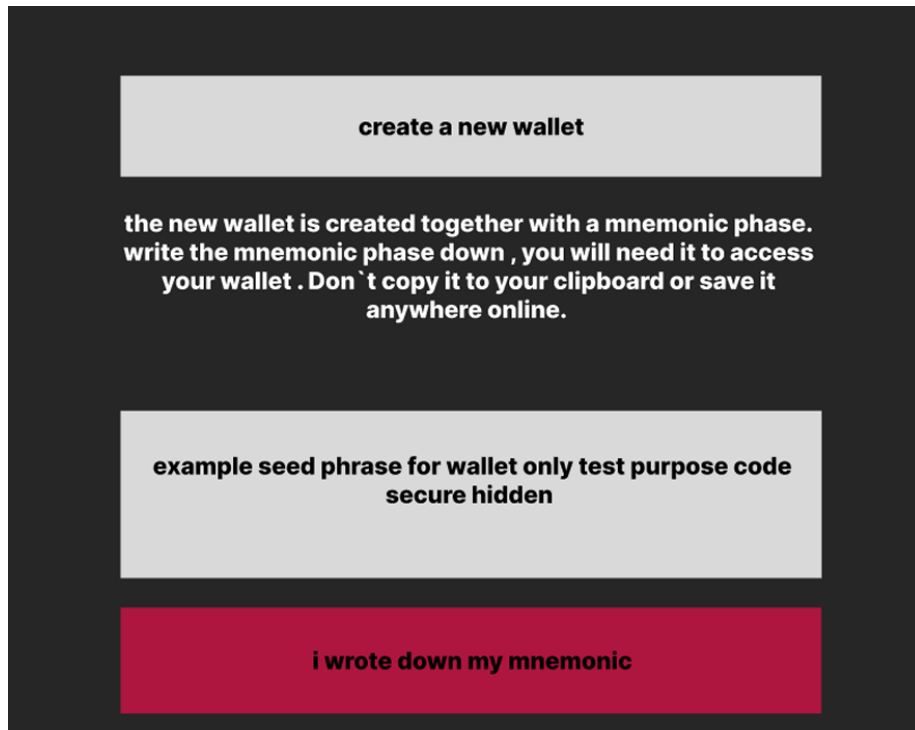 create a new wallet
the new wallet is created together with a mnemonic phase.
write the mnemonic phase down , you will need it to access
your wallet . Don`t copy it to your clipboard or save it
anywhere online.
example seed phrase for wallet only test purpose code
secure hidden
i wrote down my mnemonic